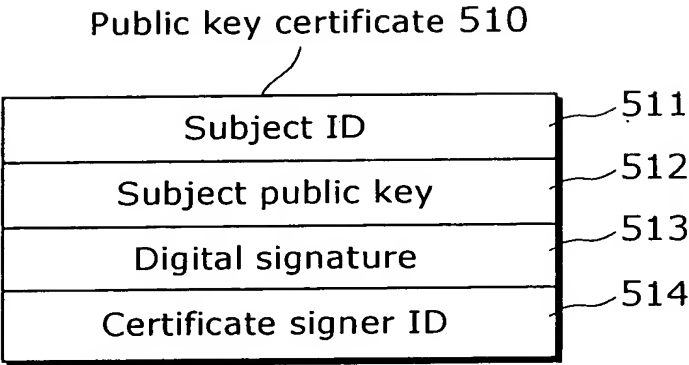 Public key certificate 510
Subject ID 511
Subject public key 512
Digital signature 513
Certificate signer ID 514